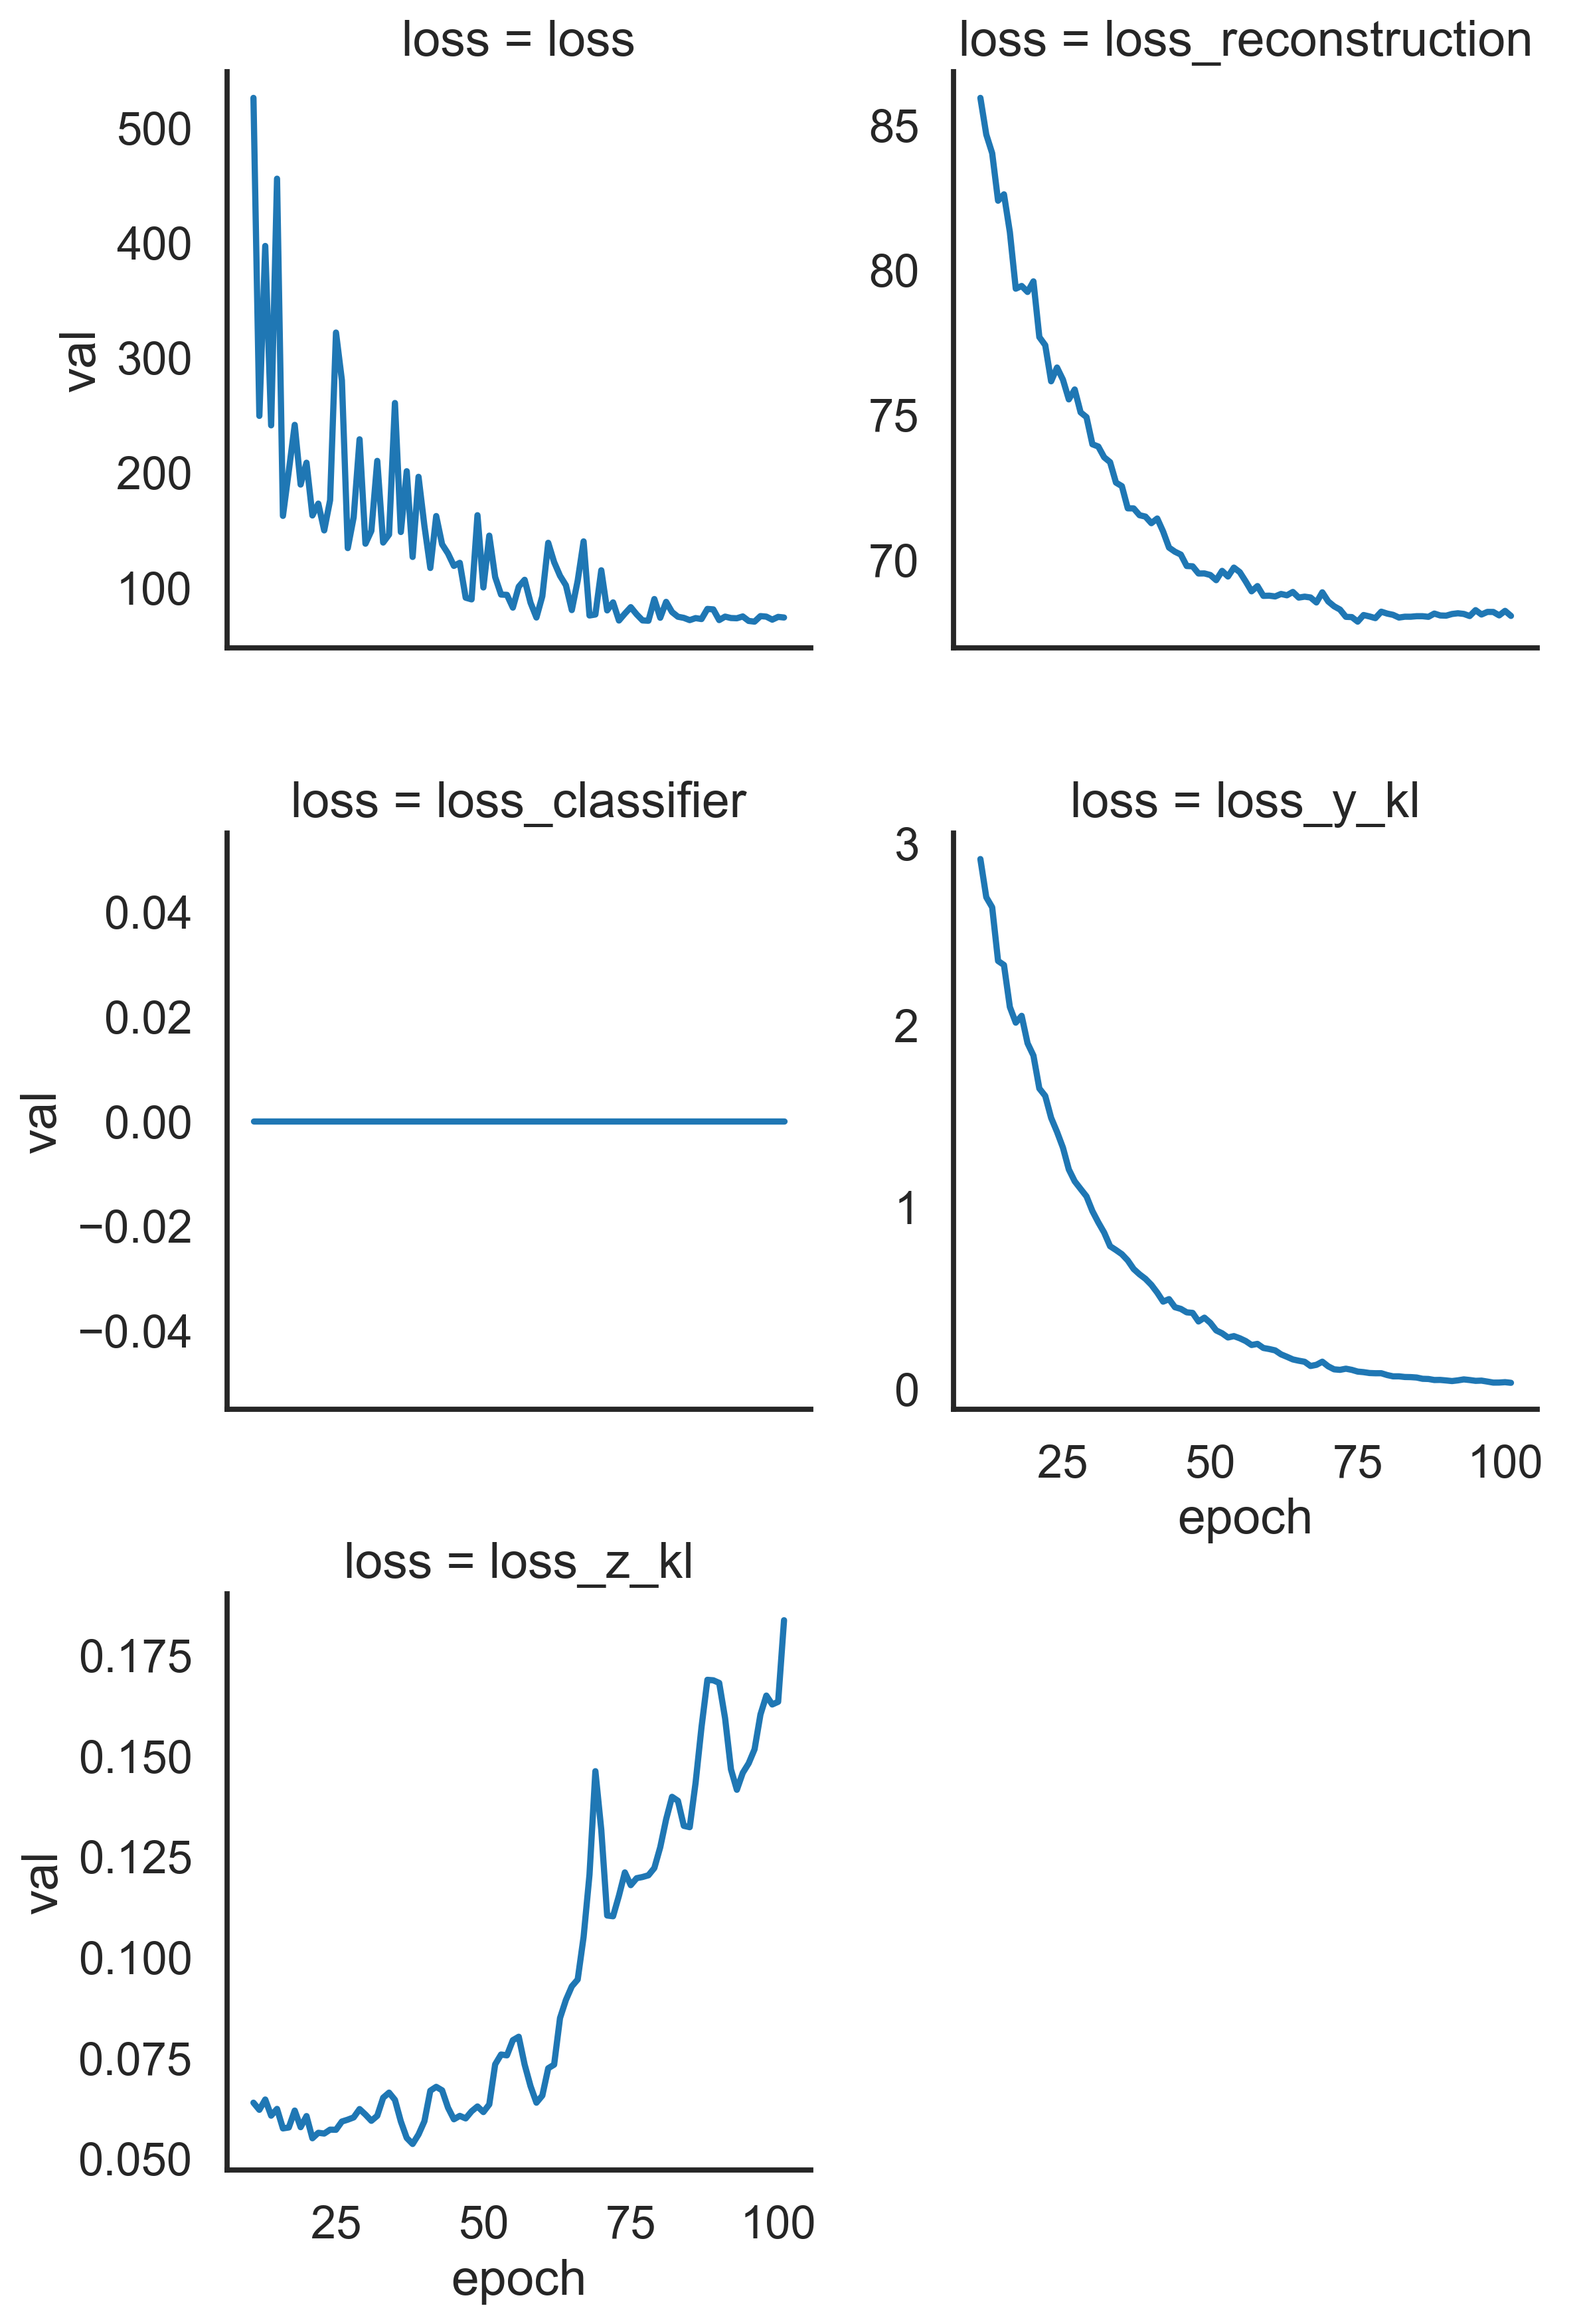 loss = loss
val
500
400
300
200
100
loss = loss_reconstruction
85
80
75
70
loss = loss_classifier
val
0.04
0.02
0.00
−0.02
−0.04
loss = loss_y_kl
3
2
1
0
25 50 75 100
epoch
loss = loss_z_kl
val
0.175
0.150
0.125
0.100
0.075
0.050
25 50 75 100
epoch